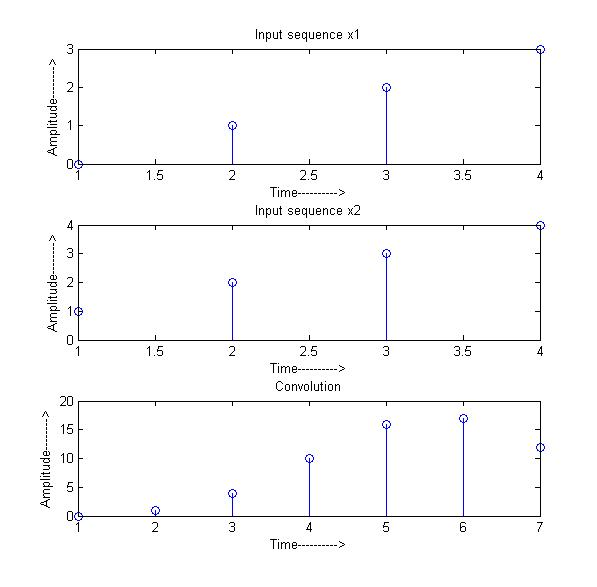 Input sequence x1
3
2
1
0
Amplitude-------->
1 1.5 2 2.5 3 3.5 4
Time---------->
Input sequence x2
4
3
2
1
0
Amplitude-------->
1 1.5 2 2.5 3 3.5 4
Time---------->
Convolution
20
15
10
5
0
Amplitude-------->
1 2 3 4 5 6 7
Time---------->